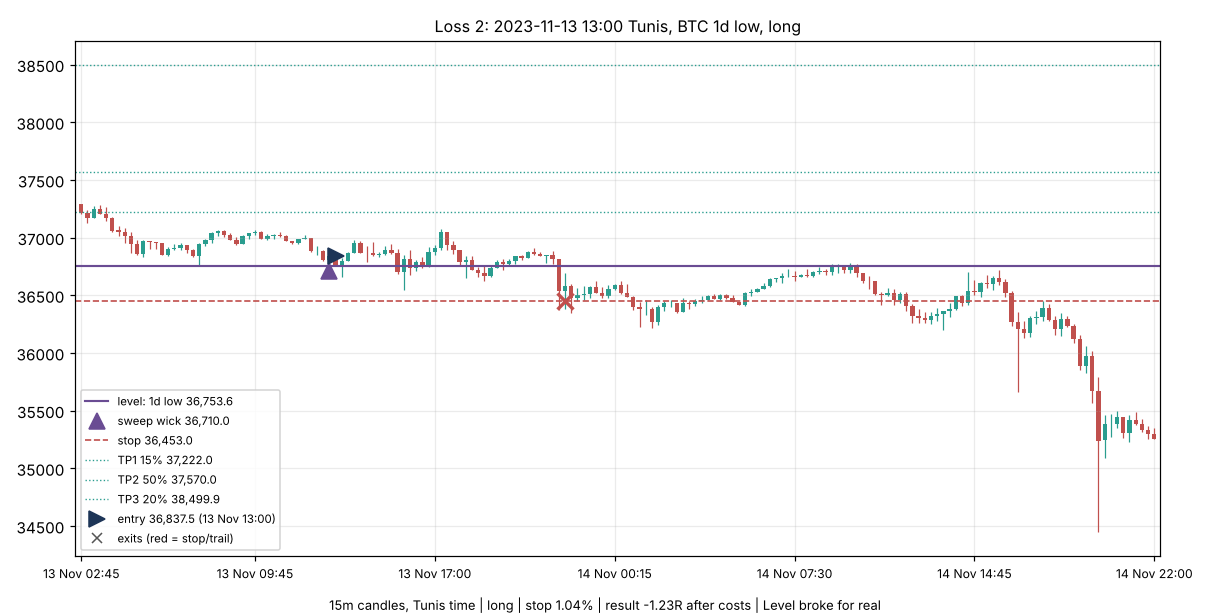 Loss 2: 2023-11-13 13:00 Tunis, BTC 1d low, long
38500
38000
37500
37000
36500
36000
35500
35000
34500
level: 1d low 36,753.6
sweep wick 36,710.0
stop 36,453.0
TP1 15% 37,222.0
TP2 50% 37,570.0
TP3 20% 38,499.9
entry 36,837.5 (13 Nov 13:00)
exits (red = stop/trail)
13 Nov 02:45
13 Nov 09:45
13 Nov 17:00
14 Nov 00:15
14 Nov 07:30
14 Nov 14:45
14 Nov 22:00
15m candles, Tunis time | long | stop 1.04% | result -1.23R after costs | Level broke for real